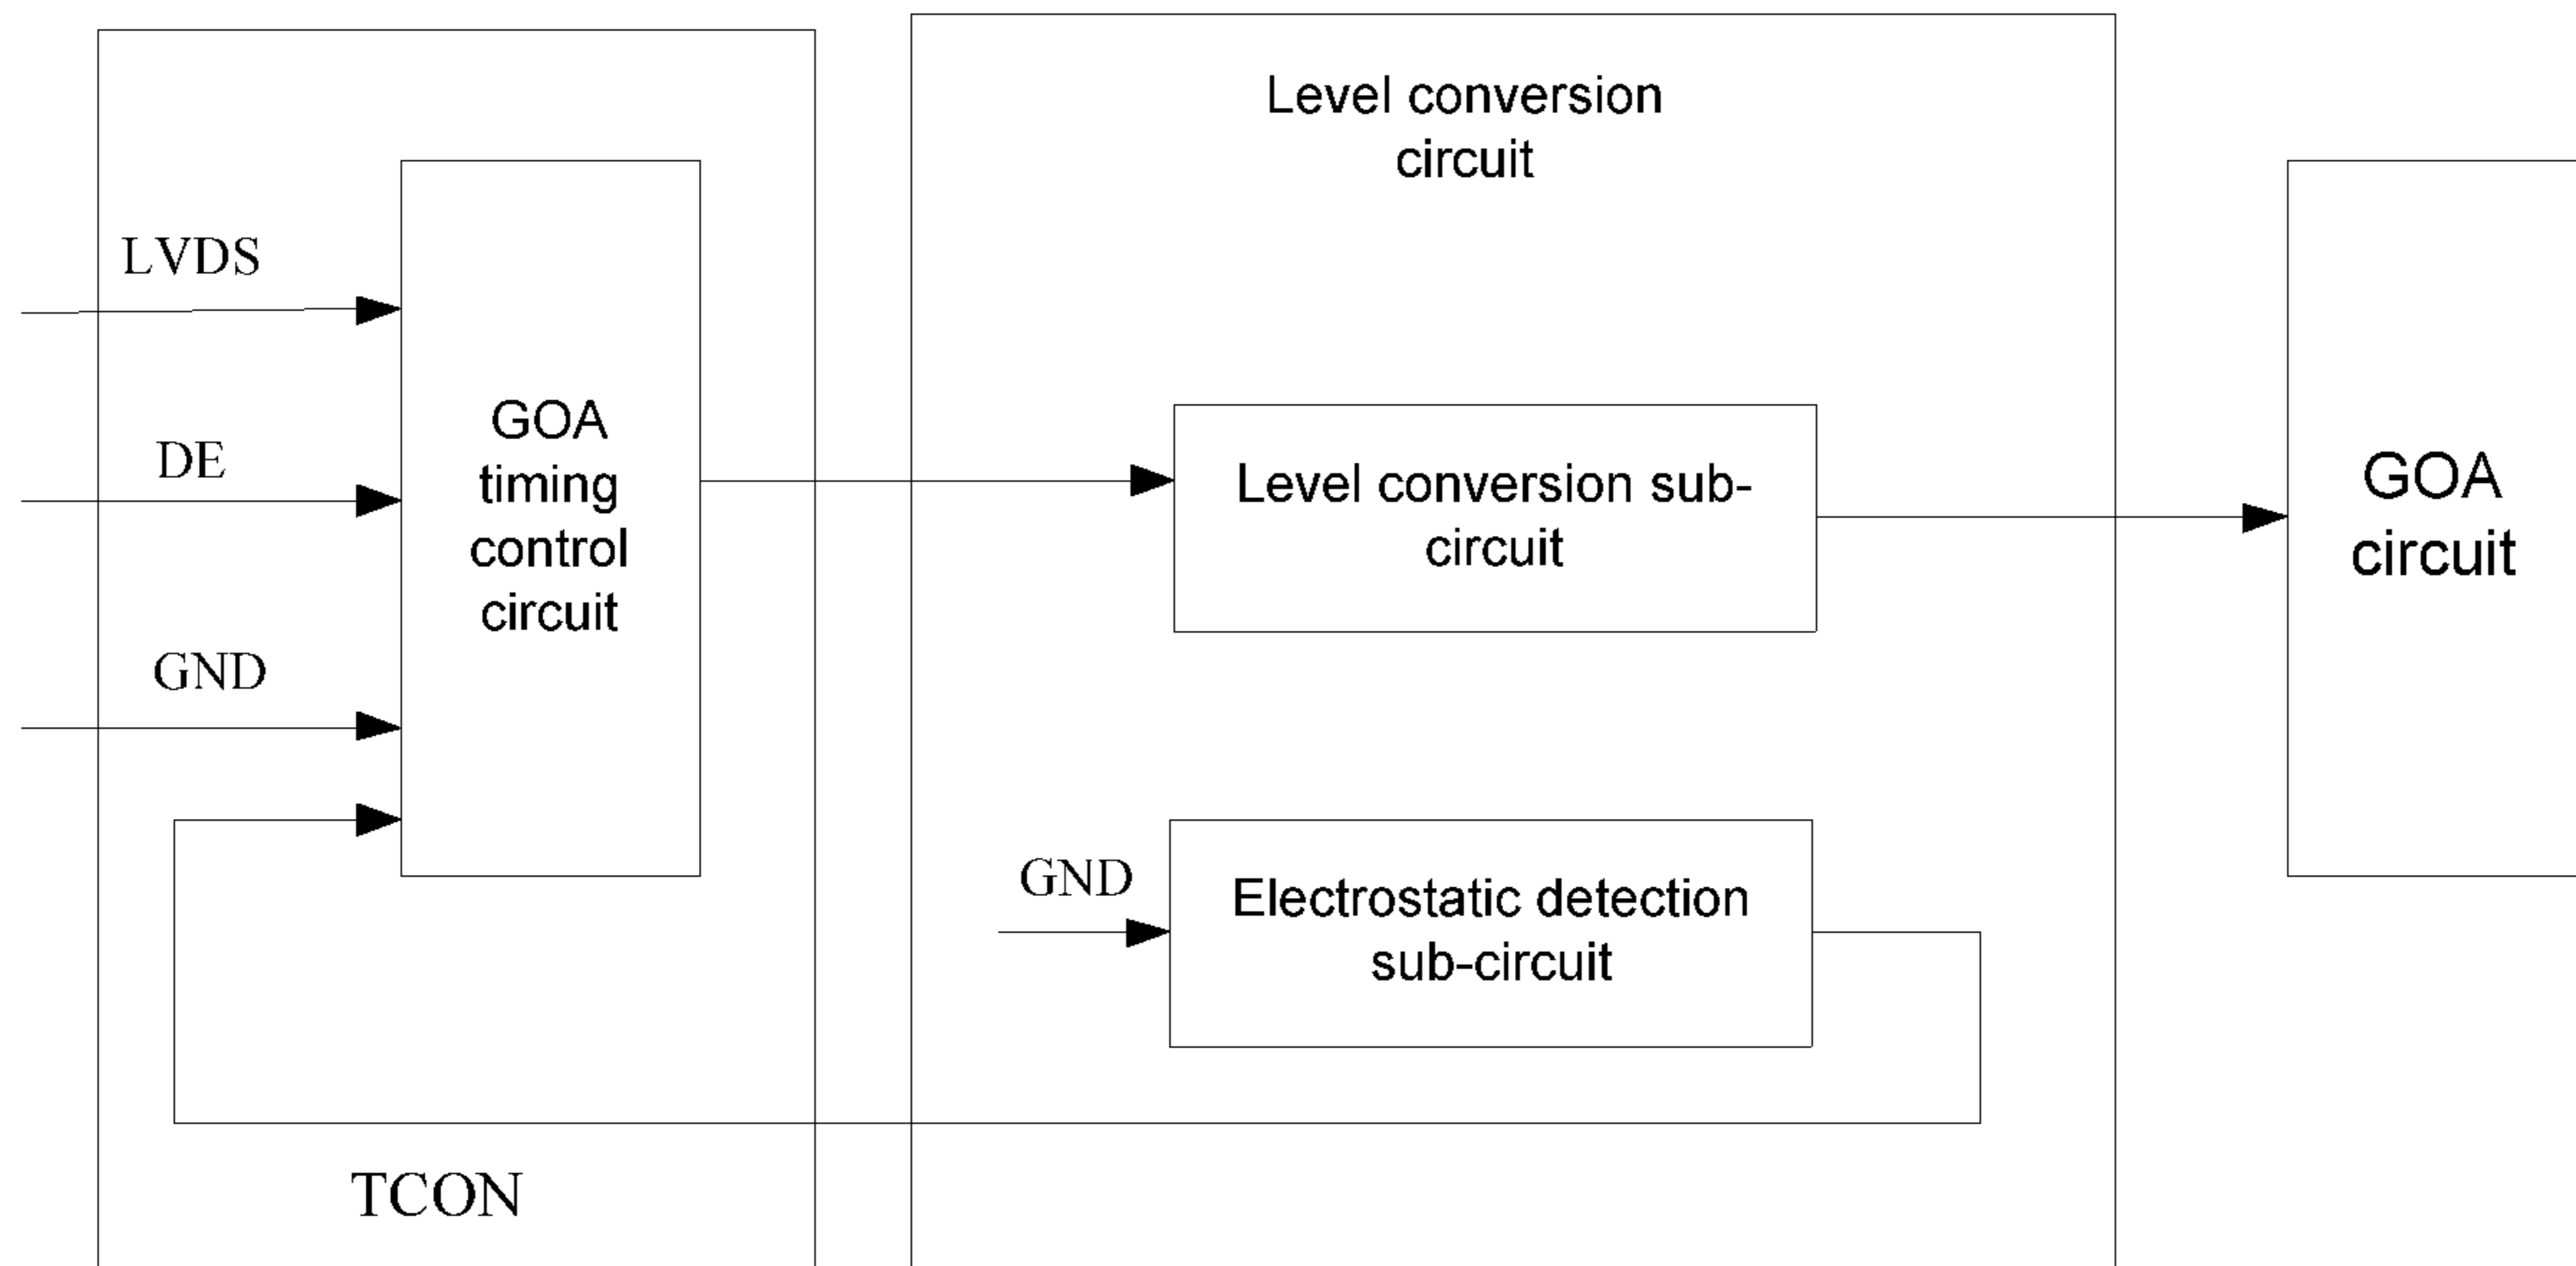 Level conversion
circuit
LVDS
DE
GND
GOA
timing
control
circuit
Level conversion sub-
circuit
GND
Electrostatic detection
sub-circuit
GOA
circuit
TCON